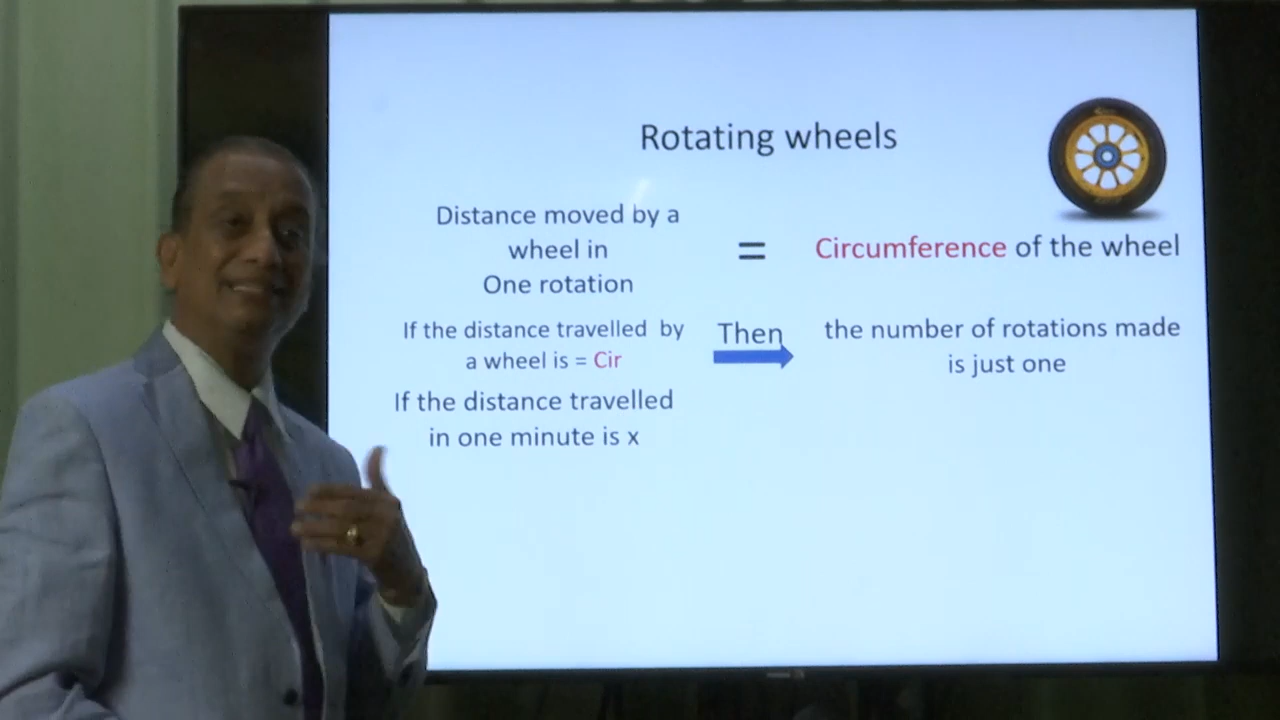 Rotating wheels
Distance moved by a
wheel in
One rotation
=
Circumference of the wheel
If the distance travelled by
a wheel is = Cir
Then
the number of rotations made
is just one
If the distance travelled
in one minute is x